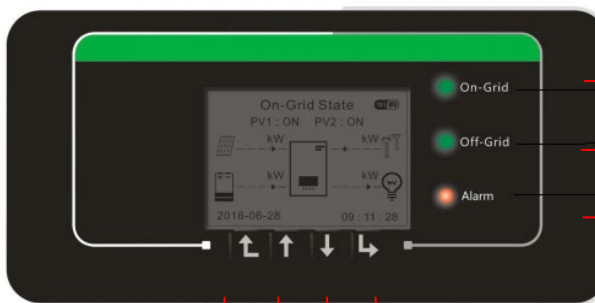 On-Grid State WiFi
PV1 : ON PV2 : ON
kW kW
kW kW
2018-06-28 09 : 11 : 28
On-Grid
Off-Grid
Alarm